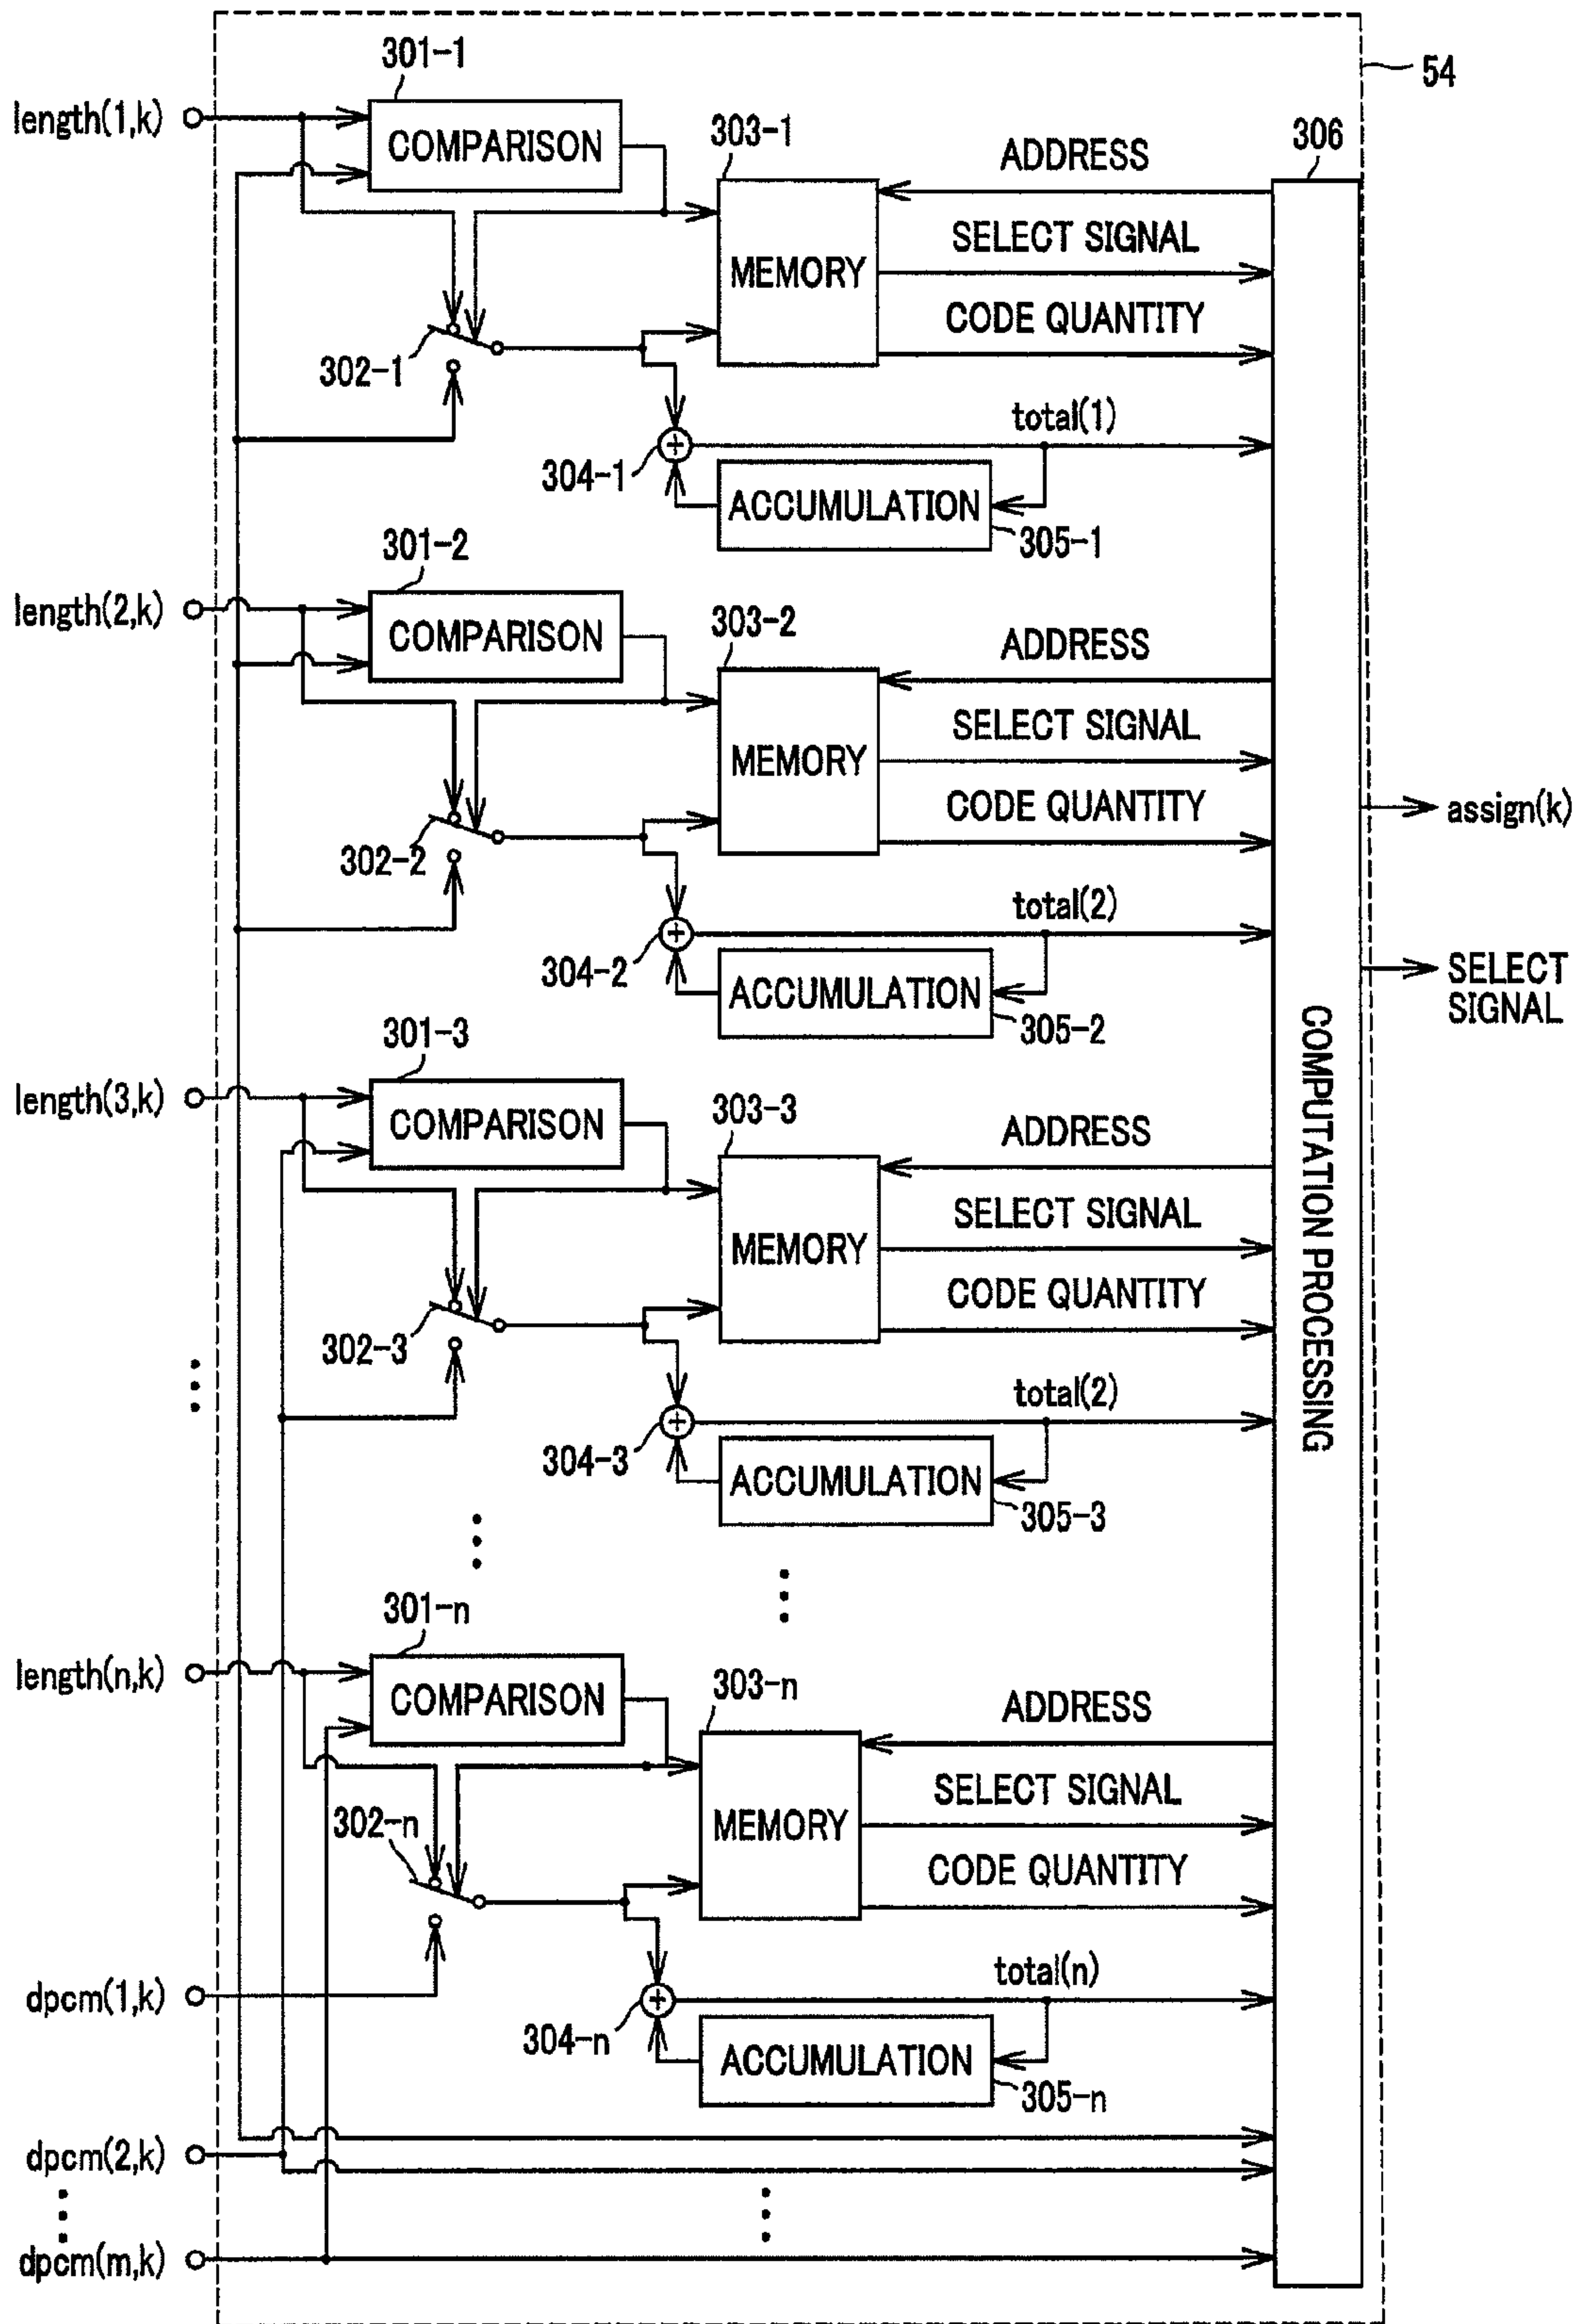 301-1
54
length(1,k)
COMPARISON
303-1
306
ADDRESS
SELECT SIGNAL
MEMORY
CODE QUANTITY
302-1
total(1)
304-1
ACCUMULATION
305-1
301-2
length(2,k)
COMPARISON
303-2
ADDRESS
SELECT SIGNAL
MEMORY
CODE QUANTITY
assign(k)
302-2
total(2)
304-2
SELECT
SIGNAL
ACCUMULATION
305-2
COMPUTATION PROCESSING
301-3
length(3,k)
COMPARISON
303-3
ADDRESS
SELECT SIGNAL
MEMORY
CODE QUANTITY
302-3
total(2)
304-3
ACCUMULATION
305-3
301-n
length(n,k)
COMPARISON
303-n
ADDRESS
SELECT SIGNAL
MEMORY
302-n
CODE QUANTITY
total(n)
dpcm(1,k)
304-n
ACCUMULATION
305-n
dpcm(2,k)
dpcm(m,k)